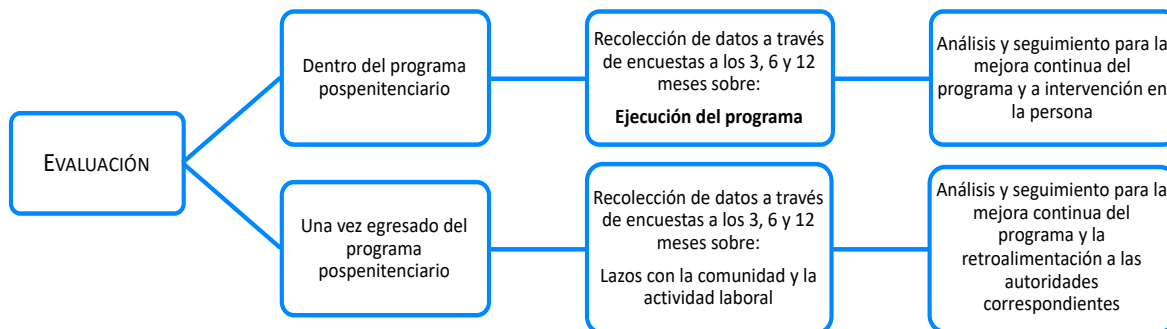 EVALUACIÓN
Dentro del programa
pospenitenciario
Recolección de datos a través
de encuestas a los 3, 6 y 12
meses sobre:
Ejecución del programa
Análisis y seguimiento para la
mejora continua del
programa y a intervención en
la persona
Una vez egresado del
programa
pospenitenciario
Recolección de datos a través
de encuestas a los 3, 6 y 12
meses sobre:
Lazos con la comunidad y la
actividad laboral
Análisis y seguimiento para la
mejora continua del
programa y la
retroalimentación a las
autoridades
correspondientes